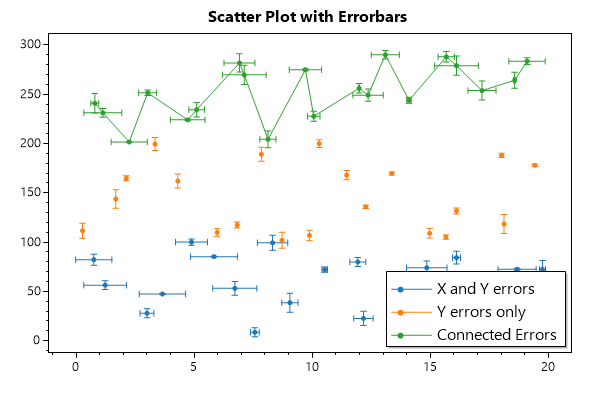 Scatter Plot with Errorbars
300
250
200
150
100
50
0
X and Y errors
Y errors only
Connected Errors
0 5 10 15 20